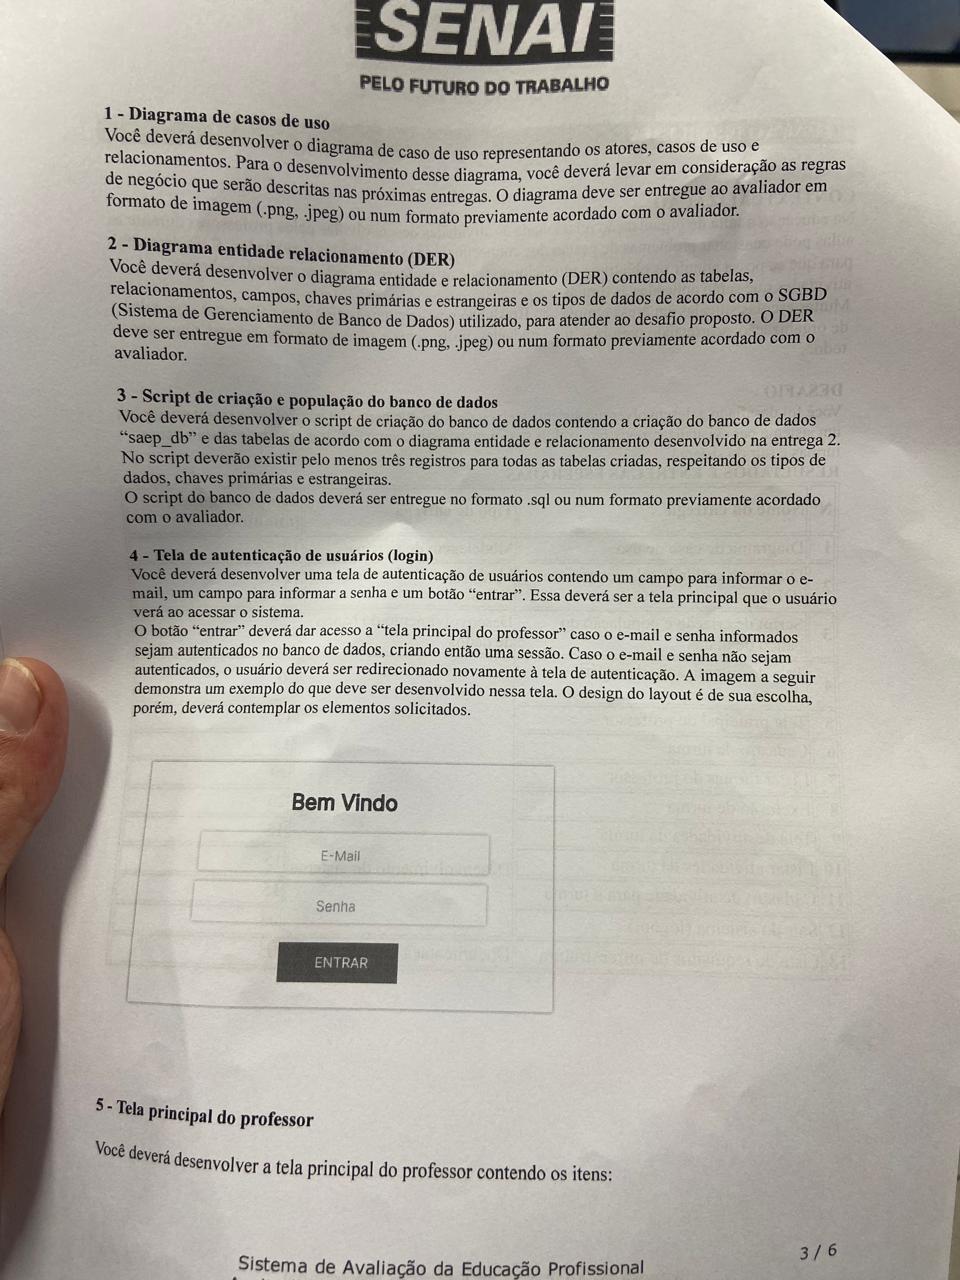 SENAI
PELO FUTURO DO TRABALHO
1 - Diagrama de casos de uso
Você deverá desenvolver o diagrama de caso de uso representando os atores, casos de uso e
relacionamentos. Para o desenvolvimento desse diagrama, você deverá levar em consideração as regras
de negócio que serão descritas nas próximas entregas. O diagrama deve ser entregue ao avaliador em
formato de imagem (.png, .jpeg) ou num formato previamente acordado com o avaliador.
2 - Diagrama entidade relacionamento (DER)
Você deverá desenvolver o diagrama entidade e relacionamento (DER) contendo as tabelas,
relacionamentos, campos, chaves primárias e estrangeiras e os tipos de dados de acordo com o SGBD
(Sistema de Gerenciamento de Banco de Dados) utilizado, para atender ao desafio proposto. O DER
deve ser entregue em formato de imagem (.png, .jpeg) ou num formato previamente acordado com o
avaliador.
3 - Script de criação e população do banco de dados
Você deverá desenvolver o script de criação do banco de dados contendo a criação do banco de dados
“saep_db” e das tabelas de acordo com o diagrama entidade e relacionamento desenvolvido na entrega 2.
No script deverão existir pelo menos três registros para todas as tabelas criadas, respeitando os tipos de
dados, chaves primárias e estrangeiras.
O script do banco de dados deverá ser entregue no formato .sql ou num formato previamente acordado
com o avaliador.
4 - Tela de autenticação de usuários (login)
Você deverá desenvolver uma tela de autenticação de usuários contendo um campo para informar o e-
mail, um campo para informar a senha e um botão “entrar”. Essa deverá ser a tela principal que o usuário
verá ao acessar o sistema.
O botão “entrar” deverá dar acesso a “tela principal do professor” caso o e-mail e senha informados
sejam autenticados no banco de dados, criando então uma sessão. Caso o e-mail e senha não sejam
autenticados, o usuário deverá ser redirecionado novamente à tela de autenticação. A imagem a seguir
demonstra um exemplo do que deve ser desenvolvido nessa tela. O design do layout é de sua escolha,
porém, deverá contemplar os elementos solicitados.
Bem Vindo
E-Mail
Senha
ENTRAR
5 - Tela principal do professor
Você deverá desenvolver a tela principal do professor contendo os itens:
Sistema de Avaliação da Educação Profissional
3 / 6